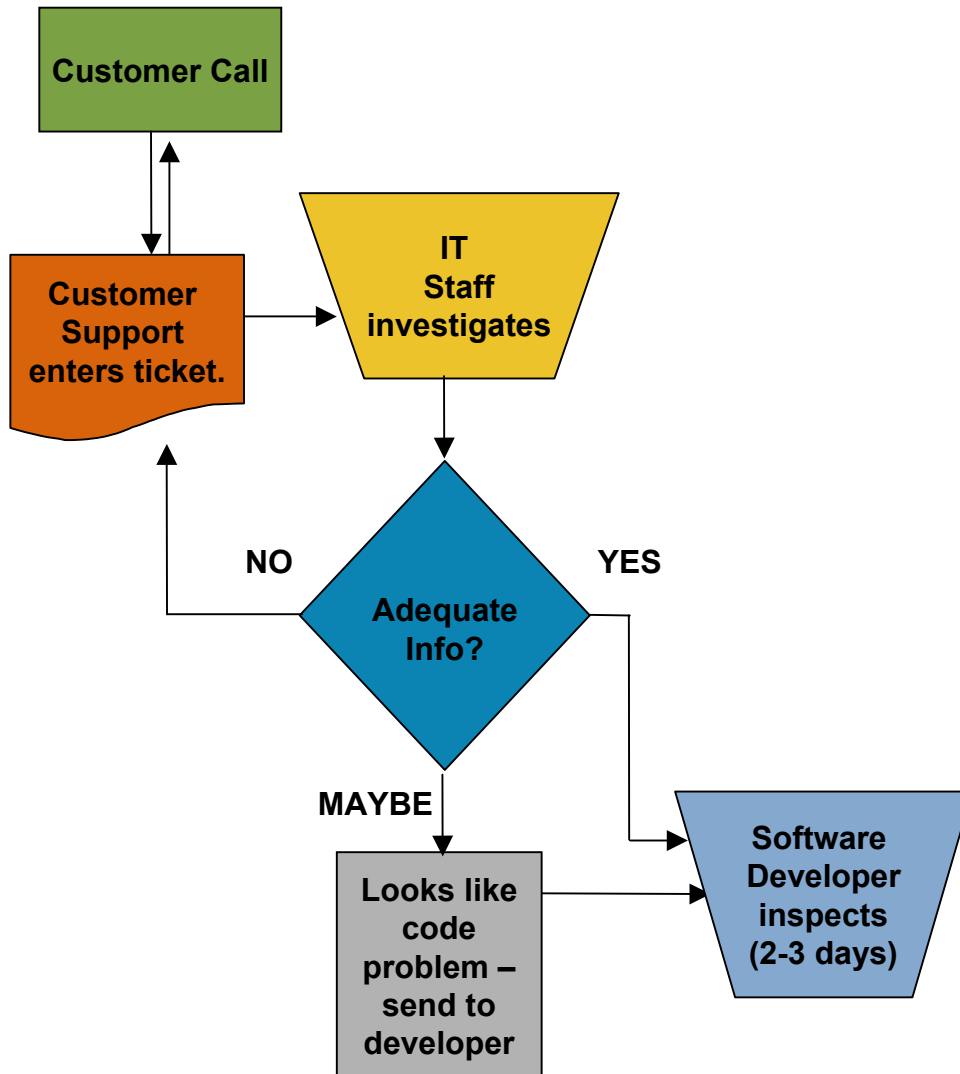 Customer Call
IT
Staff
investigates
Customer
Support
enters ticket.
NO
YES
Adequate
Info?
MAYBE
Software
Developer
inspects
(2-3 days)
Looks like
code
problem –
send to
developer